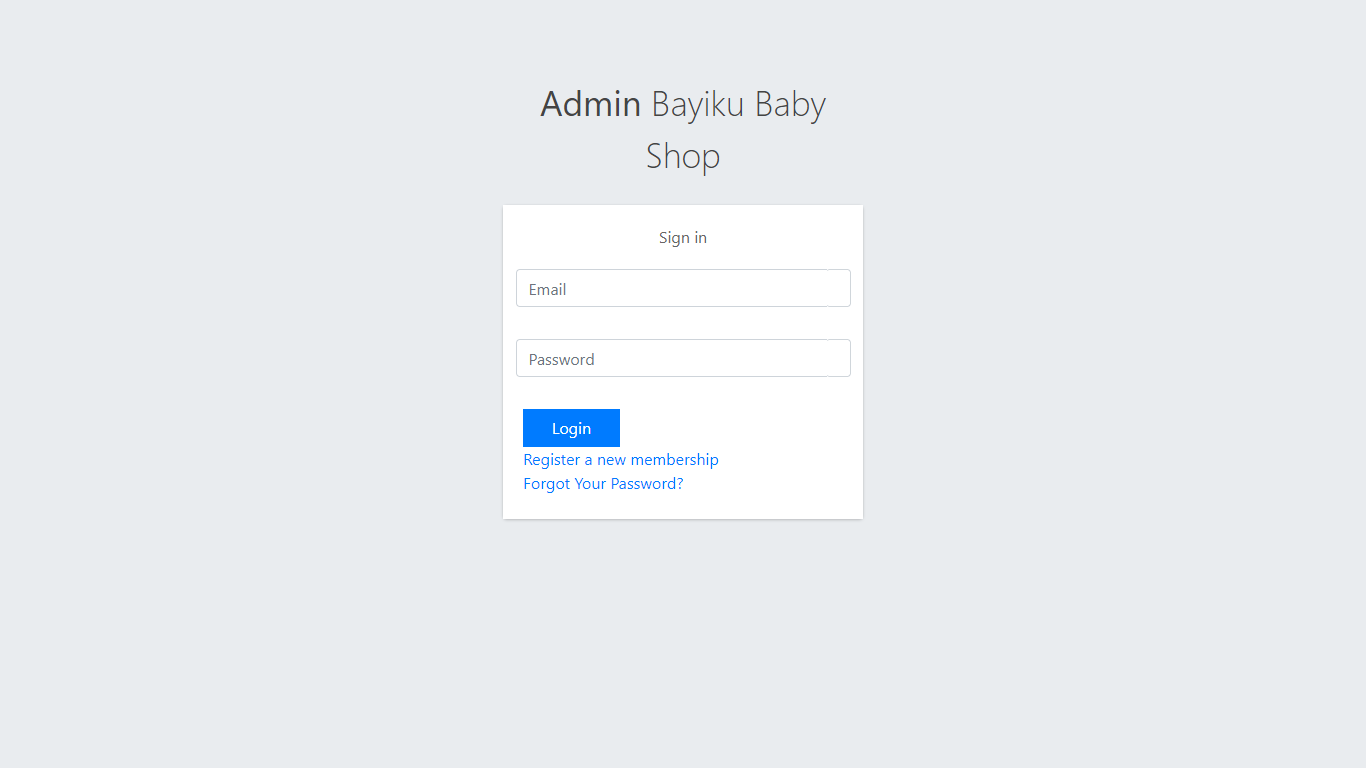 Admin Bayiku Baby
Shop
Sign in
Email
Password
Login
Register a new membership
Forgot Your Password?